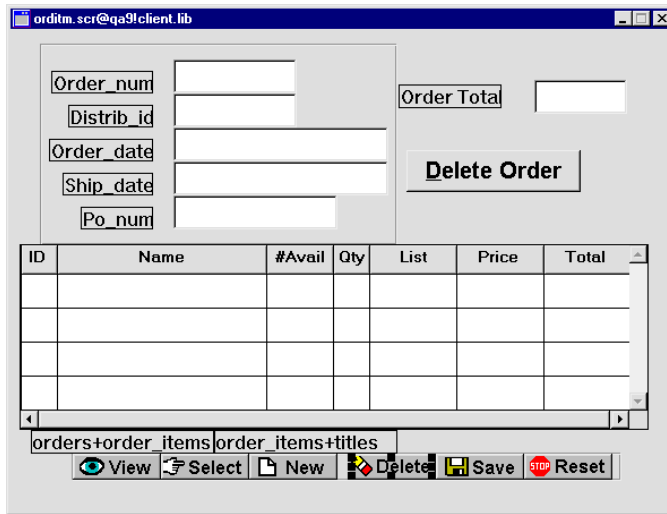 orditm.scr@qa9!client.lib
Order_num
Order Total
Distrib_id
Order_date
Delete Order
Ship_date
Po_num
ID Name #Avail Qty List Price Total
orders+order_items order_items+titles
View Select New Delete STOP Save Reset